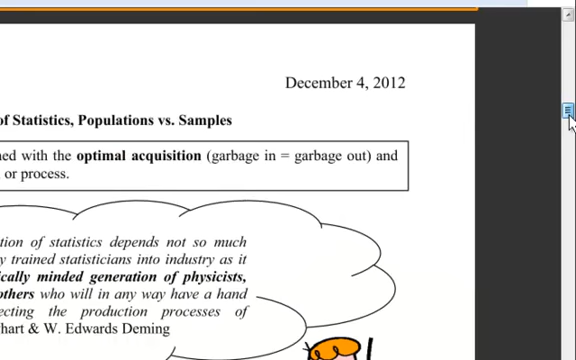 December 4, 2012
of Statistics, Populations vs. Samples
ned with the optimal acquisition (garbage in = garbage out) and
or process.
tion of statistics depends not so much
y trained statisticians into industry as it
ically minded generation of physicists,
others who will in any way have a hand
ecting the production processes of
hart & W. Edwards Deming